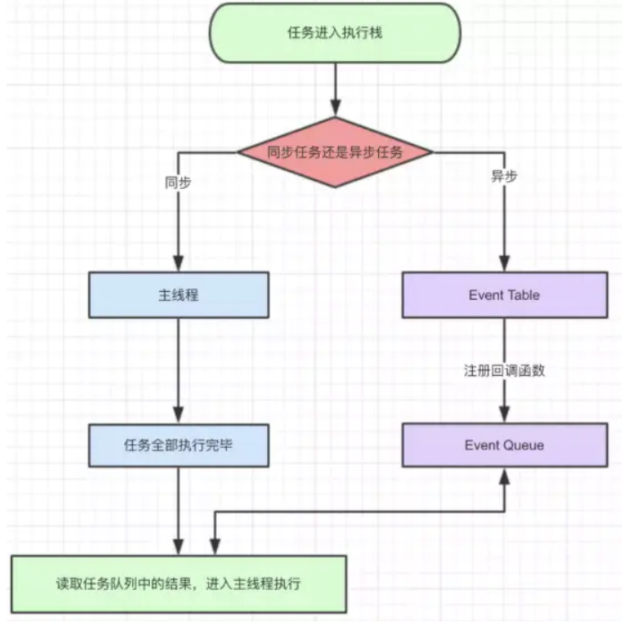 任务进入执行栈
同步任务还是异步任务
同步
异步
主线程
Event Table
注册回调函数
任务全部执行完毕
Event Queue
读取任务队列中的结果，进入主线程执行